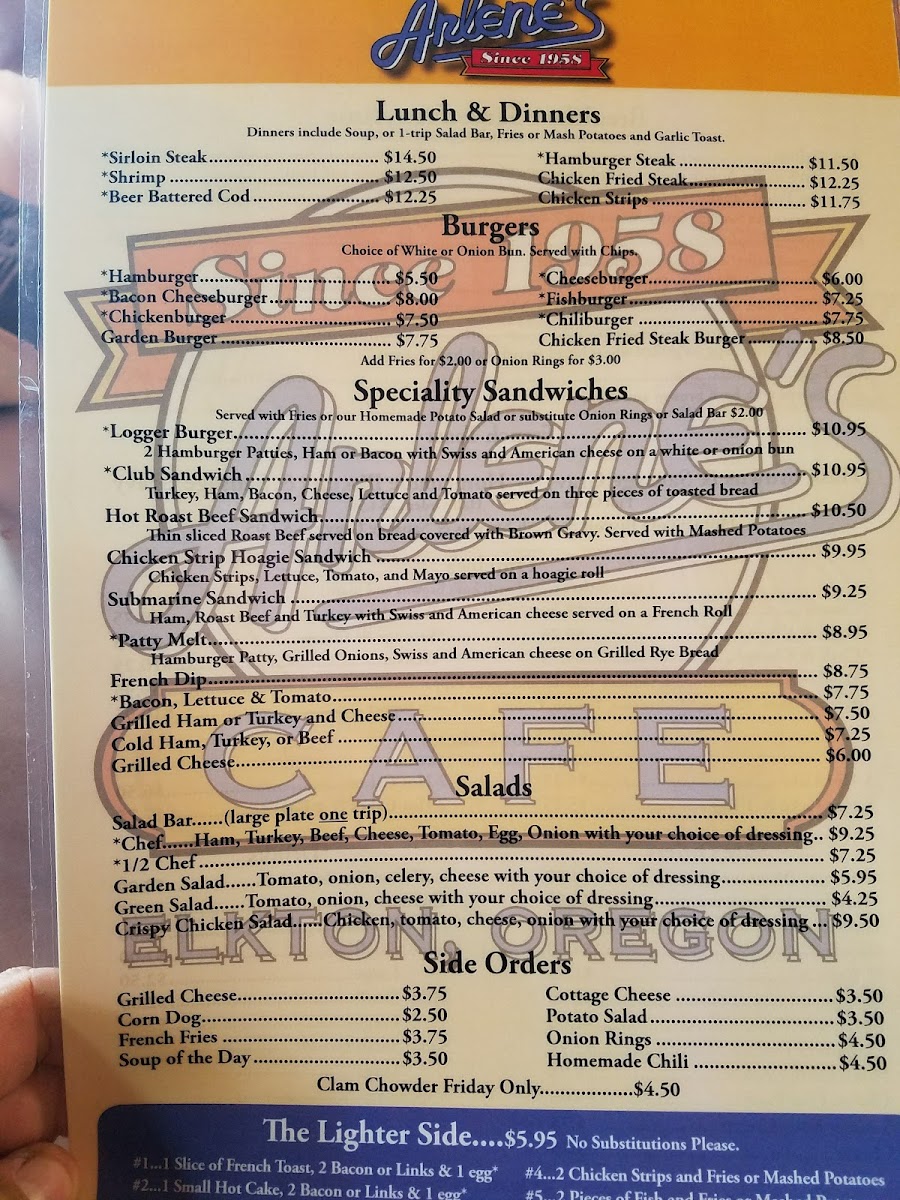 Arlene's
Since 1958
Lunch & Dinners
Dinners include Soup, or 1-trip Salad Bar, Fries or Mash Potatoes and Garlic Toast.
*Sirloin Steak.................................. $14.50
*Shrimp .......................................... $12.50
*Beer Battered Cod ......................... $12.25
*Hamburger Steak ......................... $11.50
Chicken Fried Steak....................... $12.25
Chicken Strips ............................... $11.75
Burgers
Choice of White or Onion Bun. Served with Chips.
*Hamburger...................................... $5.50
*Bacon Cheeseburger........................ $8.00
*Chickenburger ................................ $7.50
Garden Burger .................................. $7.75
*Cheeseburger.................................. $6.00
*Fishburger...................................... $7.25
*Chiliburger .................................... $7.75
Chicken Fried Steak Burger.............. $8.50
Add Fries for $2.00 or Onion Rings for $3.00
Speciality Sandwiches
Served with Fries or our Homemade Potato Salad or substitute Onion Rings or Salad Bar $2.00
*Logger Burger.................................... $10.95
2 Hamburger Patties, Ham or Bacon with Swiss and American cheese on a white or onion bun
*Club Sandwich .................................... $10.95
Turkey, Ham, Bacon, Cheese, Lettuce and Tomato served on three pieces of toasted bread
Hot Roast Beef Sandwich.................................... $10.50
Thin sliced Roast Beef served on bread covered with Brown Gravy. Served with Mashed Potatoes
Chicken Strip Hoagie Sandwich .................................... $9.95
Chicken Strips, Lettuce, Tomato, and Mayo served on a hoagie roll
Submarine Sandwich .................................... $9.25
Ham, Roast Beef and Turkey with Swiss and American cheese served on a French Roll
*Patty Melt.................................... $8.95
Hamburger Patty, Grilled Onions, Swiss and American cheese on Grilled Rye Bread
French Dip.................................... $8.75
*Bacon, Lettuce & Tomato.................................... $7.75
Grilled Ham or Turkey and Cheese.................................... $7.50
Cold Ham, Turkey, or Beef .................................... $7.25
Grilled Cheese.................................... $6.00
Salads
Salad Bar......(large plate one trip).................................... $7.25
*Chef......Ham, Turkey, Beef, Cheese, Tomato, Egg, Onion with your choice of dressing.. $9.25
*1/2 Chef .................................... $7.25
Garden Salad......Tomato, onion, celery, cheese with your choice of dressing.................... $5.95
Green Salad......Tomato, onion, cheese with your choice of dressing.............................. $4.25
Crispy Chicken Salad......Chicken, tomato, cheese, onion with your choice of dressing ... $9.50
Side Orders
Grilled Cheese.............................. $3.75
Corn Dog.................................... $2.50
French Fries ................................ $3.75
Soup of the Day........................... $3.50
Cottage Cheese ............................ $3.50
Potato Salad................................ $3.50
Onion Rings ................................ $4.50
Homemade Chili ......................... $4.50
Clam Chowder Friday Only..................$4.50
The Lighter Side....$5.95 No Substitutions Please.
#1...1 Slice of French Toast, 2 Bacon or Links & 1 egg*
#2...1 Small Hot Cake, 2 Bacon or Links & 1 egg*
#4...2 Chicken Strips and Fries or Mashed Potatoes
#5...2 Pieces of Fish and Fries or Mashed Potatoes
Since 1958
Arlene's
CAFE
ELKTON, OREGON